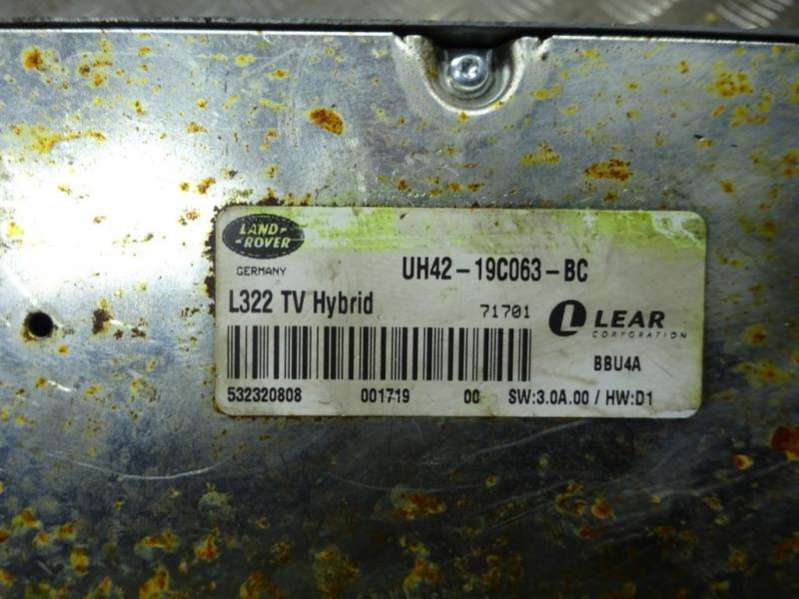 LAND-
-ROVER
GERMANY
UH42-19C063-BC
L322 TV Hybrid
71701
LEAR
CORPORATION
BBU4A
532320808 001719 00 SW:3.0A.00 / HW:D1